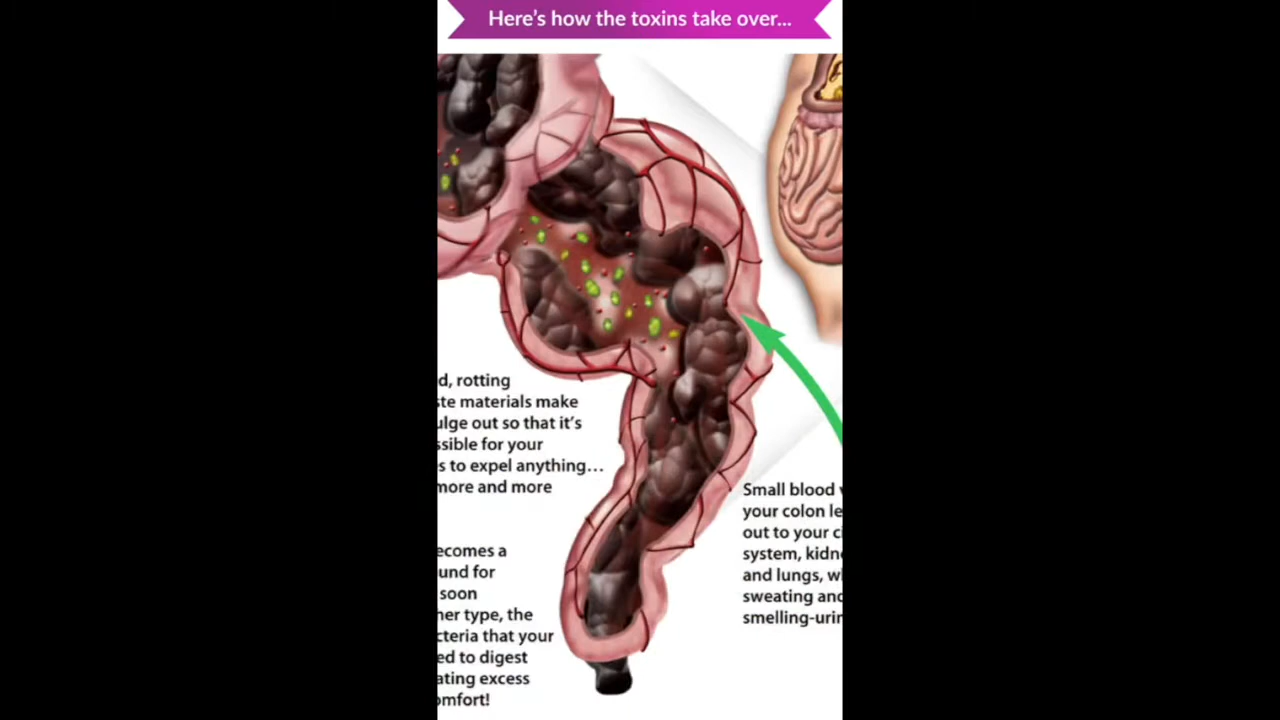 Here's how the toxins take over...
d, rotting
ste materials make
ulge out so that it's
ssible for your
s to expel anything…
more and more
ecomes a
und for
soon
her type, the
cteria that your
ed to digest
ating excess
omfort!
Small blood
your colon le
out to your ci
system, kidn
and lungs, w
sweating and
smelling-urin